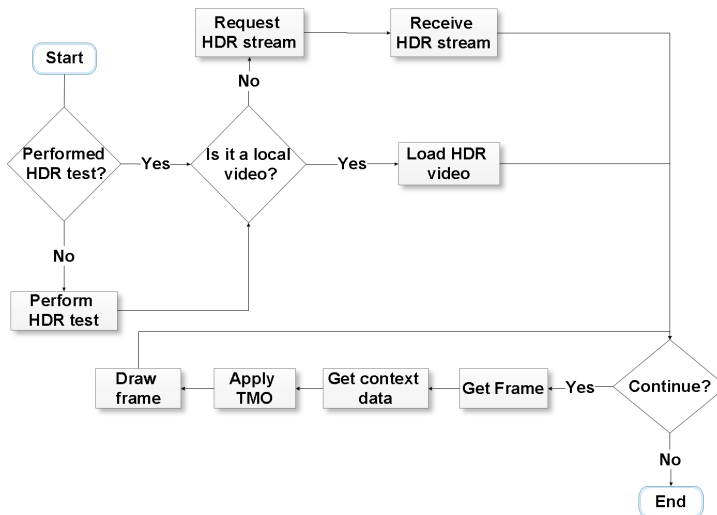 Request
HDR stream
Receive
HDR stream
Start
No
Performed
HDR test?
Yes
Is it a local
video?
Yes
Load HDR
video
No
Perform
HDR test
Draw
frame
Apply
TMO
Get context
data
Get Frame
Yes
Continue?
No
End